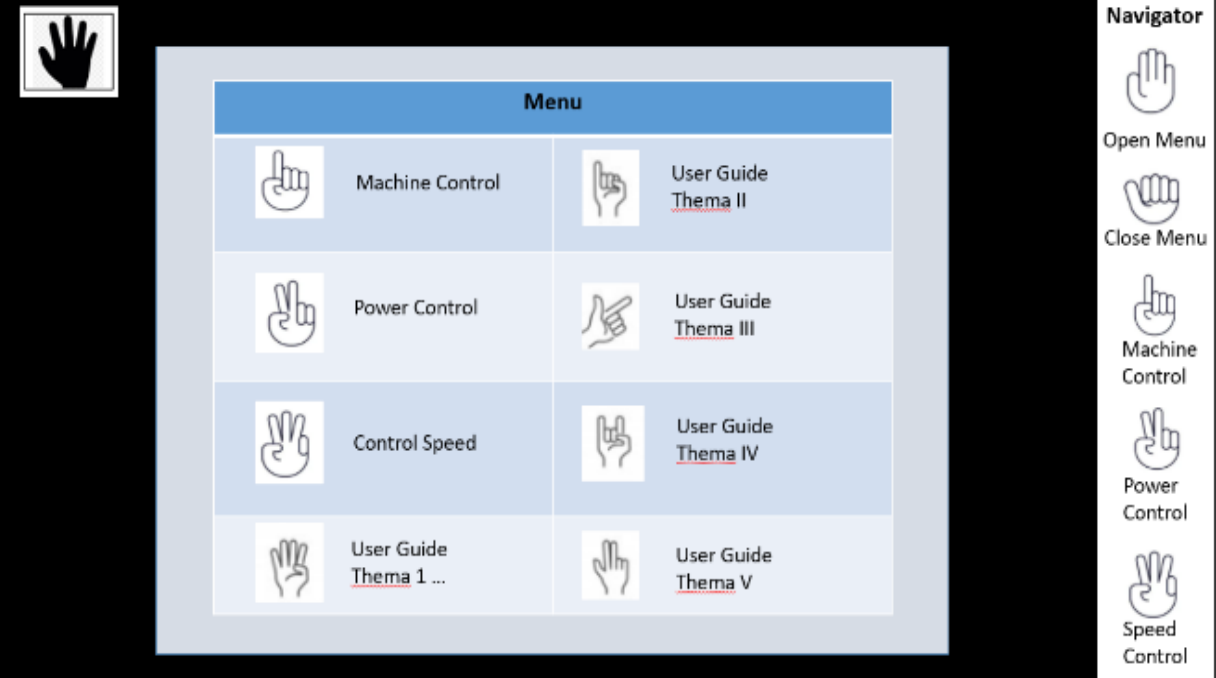 Menu
Machine Control
User Guide
Thema II
Power Control
User Guide
Thema III
Control Speed
User Guide
Thema IV
User Guide
Thema 1 ...
User Guide
Thema V
Navigator
Open Menu
Close Menu
Machine
Control
Power
Control
Speed
Control